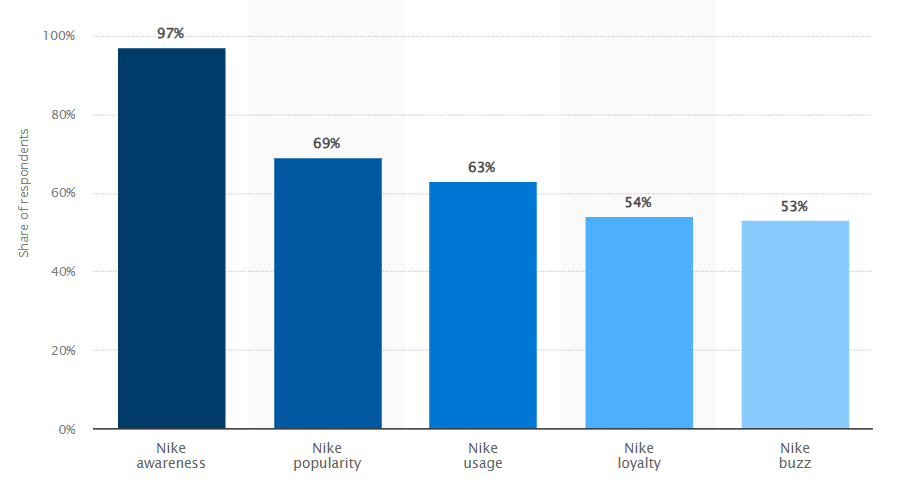 100%
80%
60%
40%
20%
0%
Share of respondents
97%
69%
63%
54%
53%
Nike
awareness
Nike
popularity
Nike
usage
Nike
loyalty
Nike
buzz